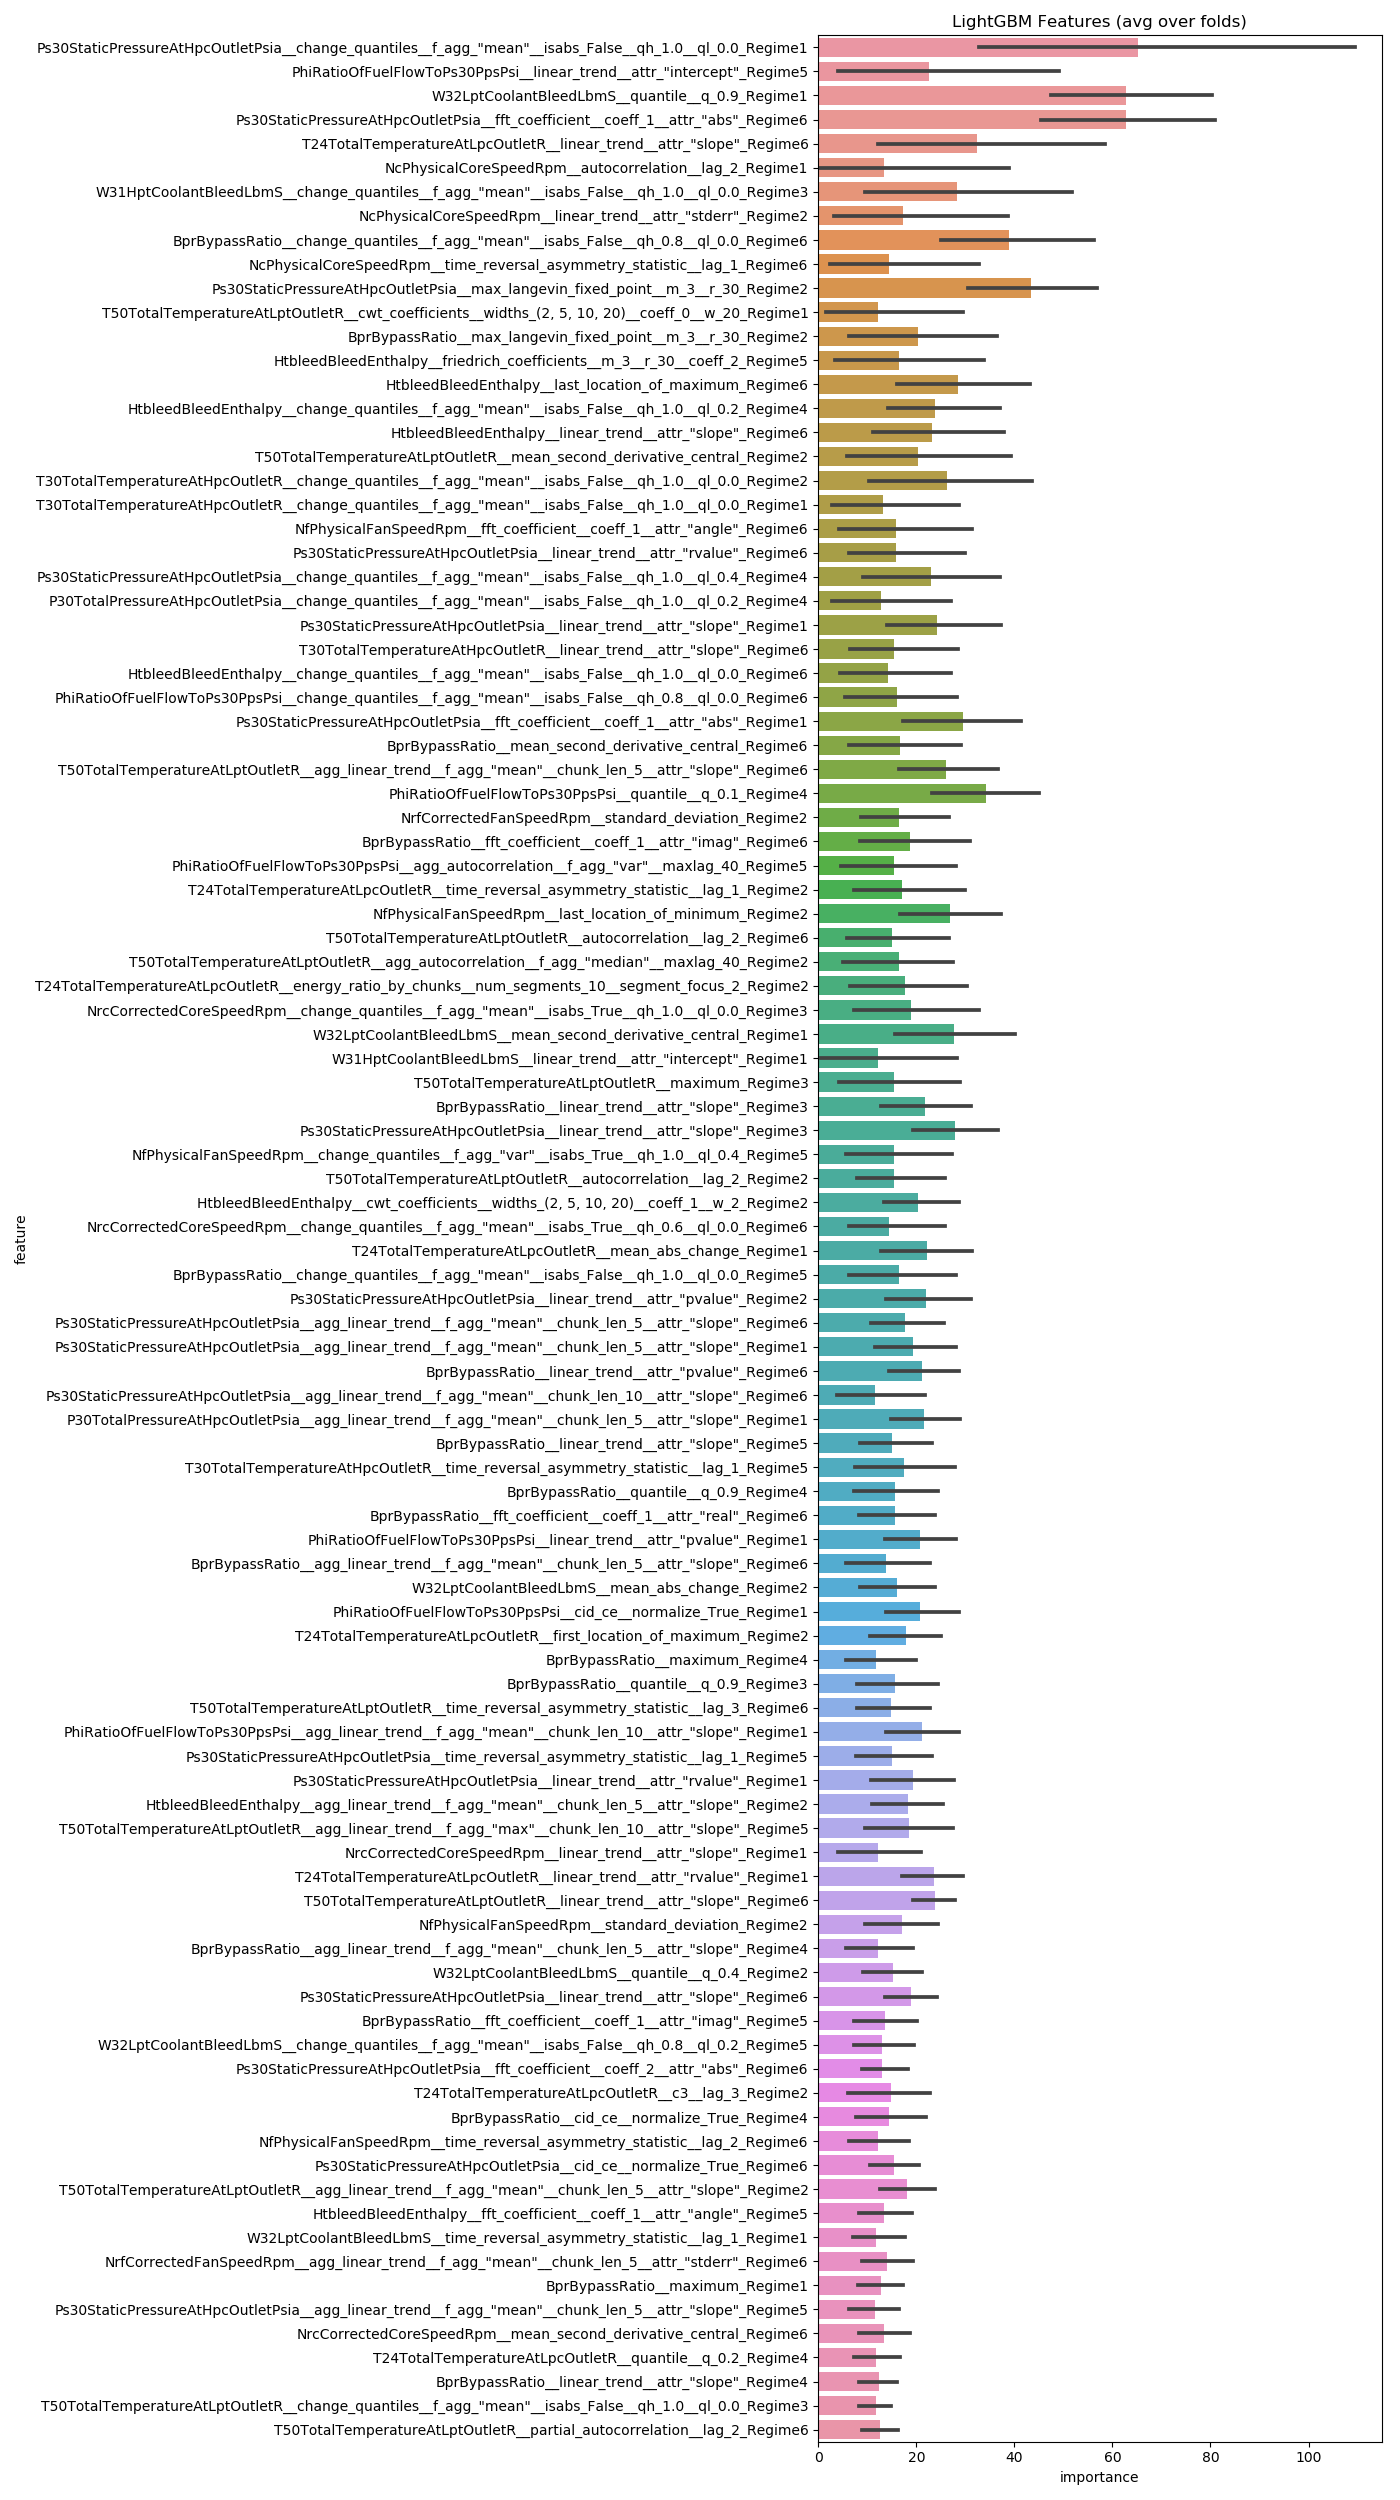 LightGBM Features (avg over folds)
Ps30StaticPressureAtHpcOutletPsia__change_quantiles__f_agg_"mean"__isabs_False__qh_1.0__ql_0.0_Regime1
PhiRatioOfFuelFlowToPs30PpsPsi__linear_trend__attr_"intercept"_Regime5
W32LptCoolantBleedLbmS__quantile__q_0.9_Regime1
Ps30StaticPressureAtHpcOutletPsia__fft_coefficient__coeff_1__attr_"abs"_Regime6
T24TotalTemperatureAtLpcOutletR__linear_trend__attr_"slope"_Regime6
NcPhysicalCoreSpeedRpm__autocorrelation__lag_2_Regime1
W31HptCoolantBleedLbmS__change_quantiles__f_agg_"mean"__isabs_False__qh_1.0__ql_0.0_Regime3
NcPhysicalCoreSpeedRpm__linear_trend__attr_"stderr"_Regime2
BprBypassRatio__change_quantiles__f_agg_"mean"__isabs_False__qh_0.8__ql_0.0_Regime6
NcPhysicalCoreSpeedRpm__time_reversal_asymmetry_statistic__lag_1_Regime6
Ps30StaticPressureAtHpcOutletPsia__max_langevin_fixed_point__m_3__r_30_Regime2
T50TotalTemperatureAtLptOutletR__cwt_coefficients__widths_(2, 5, 10, 20)__coeff_0__w_20_Regime1
BprBypassRatio__max_langevin_fixed_point__m_3__r_30_Regime2
HtbleedBleedEnthalpy__friedrich_coefficients__m_3__r_30__coeff_2_Regime5
HtbleedBleedEnthalpy__last_location_of_maximum_Regime6
HtbleedBleedEnthalpy__change_quantiles__f_agg_"mean"__isabs_False__qh_1.0__ql_0.2_Regime4
HtbleedBleedEnthalpy__linear_trend__attr_"slope"_Regime6
T50TotalTemperatureAtLptOutletR__mean_second_derivative_central_Regime2
T30TotalTemperatureAtHpcOutletR__change_quantiles__f_agg_"mean"__isabs_False__qh_1.0__ql_0.0_Regime2
T30TotalTemperatureAtHpcOutletR__change_quantiles__f_agg_"mean"__isabs_False__qh_1.0__ql_0.0_Regime1
NfPhysicalFanSpeedRpm__fft_coefficient__coeff_1__attr_"angle"_Regime6
Ps30StaticPressureAtHpcOutletPsia__linear_trend__attr_"rvalue"_Regime6
Ps30StaticPressureAtHpcOutletPsia__change_quantiles__f_agg_"mean"__isabs_False__qh_1.0__ql_0.4_Regime4
P30TotalPressureAtHpcOutletPsia__change_quantiles__f_agg_"mean"__isabs_False__qh_1.0__ql_0.2_Regime4
Ps30StaticPressureAtHpcOutletPsia__linear_trend__attr_"slope"_Regime1
T30TotalTemperatureAtHpcOutletR__linear_trend__attr_"slope"_Regime6
HtbleedBleedEnthalpy__change_quantiles__f_agg_"mean"__isabs_False__qh_1.0__ql_0.0_Regime6
PhiRatioOfFuelFlowToPs30PpsPsi__change_quantiles__f_agg_"mean"__isabs_False__qh_0.8__ql_0.0_Regime6
Ps30StaticPressureAtHpcOutletPsia__fft_coefficient__coeff_1__attr_"abs"_Regime1
BprBypassRatio__mean_second_derivative_central_Regime6
T50TotalTemperatureAtLptOutletR__agg_linear_trend__f_agg_"mean"__chunk_len_5__attr_"slope"_Regime6
PhiRatioOfFuelFlowToPs30PpsPsi__quantile__q_0.1_Regime4
NrfCorrectedFanSpeedRpm__standard_deviation_Regime2
BprBypassRatio__fft_coefficient__coeff_1__attr_"imag"_Regime6
PhiRatioOfFuelFlowToPs30PpsPsi__agg_autocorrelation__f_agg_"var"__maxlag_40_Regime5
T24TotalTemperatureAtLpcOutletR__time_reversal_asymmetry_statistic__lag_1_Regime2
NfPhysicalFanSpeedRpm__last_location_of_minimum_Regime2
T50TotalTemperatureAtLptOutletR__autocorrelation__lag_2_Regime6
T50TotalTemperatureAtLptOutletR__agg_autocorrelation__f_agg_"median"__maxlag_40_Regime2
T24TotalTemperatureAtLpcOutletR__energy_ratio_by_chunks__num_segments_10__segment_focus_2_Regime2
NrcCorrectedCoreSpeedRpm__change_quantiles__f_agg_"mean"__isabs_True__qh_1.0__ql_0.0_Regime3
W32LptCoolantBleedLbmS__mean_second_derivative_central_Regime1
W31HptCoolantBleedLbmS__linear_trend__attr_"intercept"_Regime1
T50TotalTemperatureAtLptOutletR__maximum_Regime3
BprBypassRatio__linear_trend__attr_"slope"_Regime3
Ps30StaticPressureAtHpcOutletPsia__linear_trend__attr_"slope"_Regime3
NfPhysicalFanSpeedRpm__change_quantiles__f_agg_"var"__isabs_True__qh_1.0__ql_0.4_Regime5
T50TotalTemperatureAtLptOutletR__autocorrelation__lag_2_Regime2
HtbleedBleedEnthalpy__cwt_coefficients__widths_(2, 5, 10, 20)__coeff_1__w_2_Regime2
NrcCorrectedCoreSpeedRpm__change_quantiles__f_agg_"mean"__isabs_True__qh_0.6__ql_0.0_Regime6
T24TotalTemperatureAtLpcOutletR__mean_abs_change_Regime1
BprBypassRatio__change_quantiles__f_agg_"mean"__isabs_False__qh_1.0__ql_0.0_Regime5
Ps30StaticPressureAtHpcOutletPsia__linear_trend__attr_"pvalue"_Regime2
Ps30StaticPressureAtHpcOutletPsia__agg_linear_trend__f_agg_"mean"__chunk_len_5__attr_"slope"_Regime6
Ps30StaticPressureAtHpcOutletPsia__agg_linear_trend__f_agg_"mean"__chunk_len_5__attr_"slope"_Regime1
BprBypassRatio__linear_trend__attr_"pvalue"_Regime6
Ps30StaticPressureAtHpcOutletPsia__agg_linear_trend__f_agg_"mean"__chunk_len_10__attr_"slope"_Regime6
P30TotalPressureAtHpcOutletPsia__agg_linear_trend__f_agg_"mean"__chunk_len_5__attr_"slope"_Regime1
BprBypassRatio__linear_trend__attr_"slope"_Regime5
T30TotalTemperatureAtHpcOutletR__time_reversal_asymmetry_statistic__lag_1_Regime5
BprBypassRatio__quantile__q_0.9_Regime4
BprBypassRatio__fft_coefficient__coeff_1__attr_"real"_Regime6
PhiRatioOfFuelFlowToPs30PpsPsi__linear_trend__attr_"pvalue"_Regime1
BprBypassRatio__agg_linear_trend__f_agg_"mean"__chunk_len_5__attr_"slope"_Regime6
W32LptCoolantBleedLbmS__mean_abs_change_Regime2
PhiRatioOfFuelFlowToPs30PpsPsi__cid_ce__normalize_True_Regime1
T24TotalTemperatureAtLpcOutletR__first_location_of_maximum_Regime2
BprBypassRatio__maximum_Regime4
BprBypassRatio__quantile__q_0.9_Regime3
T50TotalTemperatureAtLptOutletR__time_reversal_asymmetry_statistic__lag_3_Regime6
PhiRatioOfFuelFlowToPs30PpsPsi__agg_linear_trend__f_agg_"mean"__chunk_len_10__attr_"slope"_Regime1
Ps30StaticPressureAtHpcOutletPsia__time_reversal_asymmetry_statistic__lag_1_Regime5
Ps30StaticPressureAtHpcOutletPsia__linear_trend__attr_"rvalue"_Regime1
HtbleedBleedEnthalpy__agg_linear_trend__f_agg_"mean"__chunk_len_5__attr_"slope"_Regime2
T50TotalTemperatureAtLptOutletR__agg_linear_trend__f_agg_"max"__chunk_len_10__attr_"slope"_Regime5
NrcCorrectedCoreSpeedRpm__linear_trend__attr_"slope"_Regime1
T24TotalTemperatureAtLpcOutletR__linear_trend__attr_"rvalue"_Regime1
T50TotalTemperatureAtLptOutletR__linear_trend__attr_"slope"_Regime6
NfPhysicalFanSpeedRpm__standard_deviation_Regime2
BprBypassRatio__agg_linear_trend__f_agg_"mean"__chunk_len_5__attr_"slope"_Regime4
W32LptCoolantBleedLbmS__quantile__q_0.4_Regime2
Ps30StaticPressureAtHpcOutletPsia__linear_trend__attr_"slope"_Regime6
BprBypassRatio__fft_coefficient__coeff_1__attr_"imag"_Regime5
W32LptCoolantBleedLbmS__change_quantiles__f_agg_"mean"__isabs_False__qh_0.8__ql_0.2_Regime5
Ps30StaticPressureAtHpcOutletPsia__fft_coefficient__coeff_2__attr_"abs"_Regime6
T24TotalTemperatureAtLpcOutletR__c3__lag_3_Regime2
BprBypassRatio__cid_ce__normalize_True_Regime4
NfPhysicalFanSpeedRpm__time_reversal_asymmetry_statistic__lag_2_Regime6
Ps30StaticPressureAtHpcOutletPsia__cid_ce__normalize_True_Regime6
T50TotalTemperatureAtLptOutletR__agg_linear_trend__f_agg_"mean"__chunk_len_5__attr_"slope"_Regime2
HtbleedBleedEnthalpy__fft_coefficient__coeff_1__attr_"angle"_Regime5
W32LptCoolantBleedLbmS__time_reversal_asymmetry_statistic__lag_1_Regime1
NrfCorrectedFanSpeedRpm__agg_linear_trend__f_agg_"mean"__chunk_len_5__attr_"stderr"_Regime6
BprBypassRatio__maximum_Regime1
Ps30StaticPressureAtHpcOutletPsia__agg_linear_trend__f_agg_"mean"__chunk_len_5__attr_"slope"_Regime5
NrcCorrectedCoreSpeedRpm__mean_second_derivative_central_Regime6
T24TotalTemperatureAtLpcOutletR__quantile__q_0.2_Regime4
BprBypassRatio__linear_trend__attr_"slope"_Regime4
T50TotalTemperatureAtLptOutletR__change_quantiles__f_agg_"mean"__isabs_False__qh_1.0__ql_0.0_Regime3
T50TotalTemperatureAtLptOutletR__partial_autocorrelation__lag_2_Regime6
feature
0 20 40 60 80 100
importance